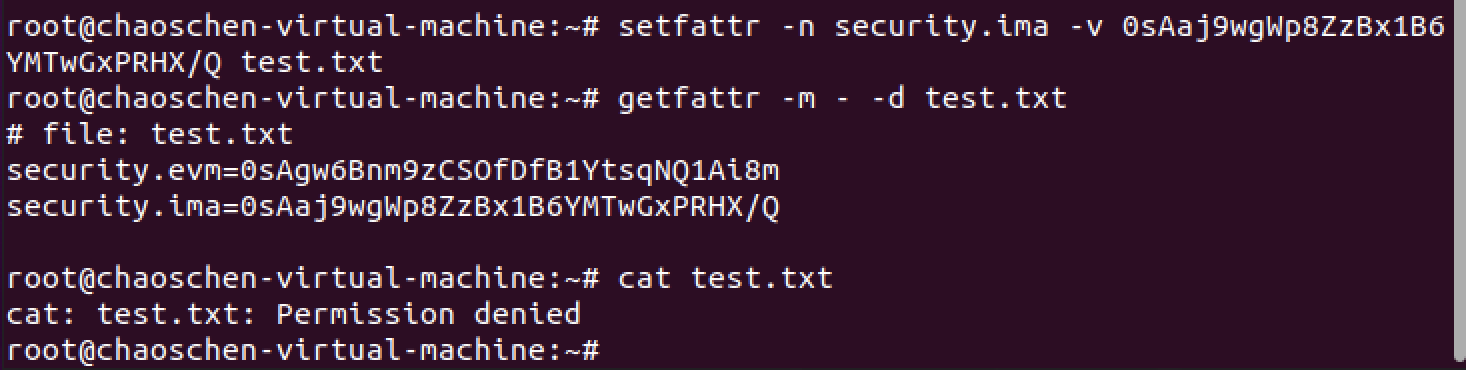 root@chaoschen-virtual-machine:~# setfattr -n security.ima -v 0sAaj9wgWp8ZzBx1B6
YMTwGxPRHX/Q test.txt
root@chaoschen-virtual-machine:~# getfattr -m - -d test.txt
# file: test.txt
security.evm=0sAgw6Bnm9zCSOfDfB1YtsqNQ1Ai8m
security.ima=0sAaj9wgWp8ZzBx1B6YMTwGxPRHX/Q
root@chaoschen-virtual-machine:~# cat test.txt
cat: test.txt: Permission denied
root@chaoschen-virtual-machine:~#